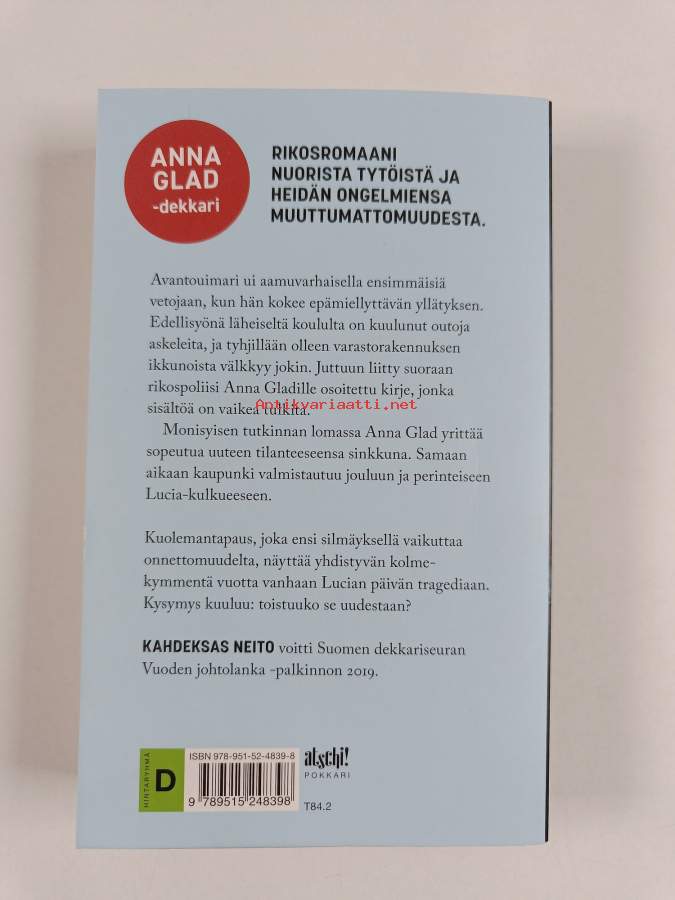 ANNA
GLAD
-dekkari
RIKOSROMAANI
NUORISTA TYTÖISTÄ JA
HEIDÄN ONGELMIENSA
MUUTTUMATTOMUUDESTA.
Avantouimari ui aamuvarhaisella ensimmäisiä
vetojaan, kun hän kokee epämiellyttävän yllätyksen.
Edellisyönä läheiseltä koululta on kuulunut outoja
askeleita, ja tyhjillään olleen varastorakennuksen
ikkunoista välkkyy jokin. Juttuun liitty suoraan
rikospoliisi Anna Gladille osoitettu kirje, jonka
sisältöä on vaikea tulkita.
Antikvariaatti.net
Monisyisen tutkinnan lomassa Anna Glad yrittää
sopeutua uuteen tilanteeseensa sinkkuna. Samaan
aikaan kaupunki valmistautuu jouluun ja perinteiseen
Lucia-kulkueeseen.
Kuolemantapaus, joka ensi silmäyksellä vaikuttaa
onnettomuudelta, näyttää yhdistyvän kolme-
kymmentä vuotta vanhaan Lucian päivän tragediaan.
Kysymys kuuluu: toistuuko se uudestaan?
KAHDEKSAS NEITO voitti Suomen dekkariseuran
Vuoden johtolanka -palkinnon 2019.
HINTARYHMÄ
D
ISBN 978-951-52-4839-8
9 789515 248398
atschi!
POKKARI
T84.2